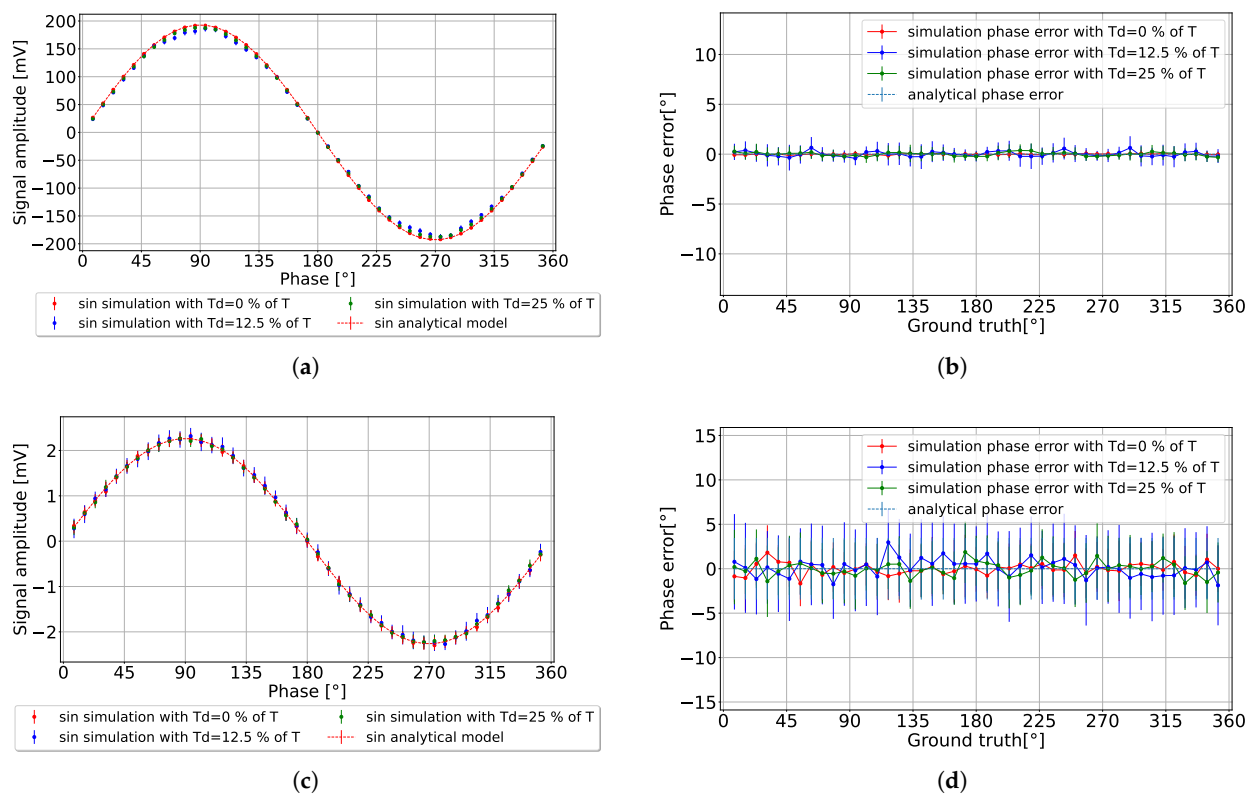 Signal amplitude [mV]
200
150
100
50
0
−50
−100
−150
−200
0 45 90 135 180 225 270 315 360
Phase [°]
sin simulation with Td=0 % of T
sin simulation with Td=12.5 % of T
sin simulation with Td=25 % of T
sin analytical model
(a)
Phase error[°]
10
5
0
−5
−10
simulation phase error with Td=0 % of T
simulation phase error with Td=12.5 % of T
simulation phase error with Td=25 % of T
analytical phase error
0 45 90 135 180 225 270 315 360
Ground truth[°]
(b)
Signal amplitude [mV]
2
1
0
−1
−2
0 45 90 135 180 225 270 315 360
Phase [°]
sin simulation with Td=0 % of T
sin simulation with Td=12.5 % of T
sin simulation with Td=25 % of T
sin analytical model
(c)
Phase error[°]
15
10
5
0
−5
−10
−15
simulation phase error with Td=0 % of T
simulation phase error with Td=12.5 % of T
simulation phase error with Td=25 % of T
analytical phase error
0 45 90 135 180 225 270 315 360
Ground truth[°]
(d)